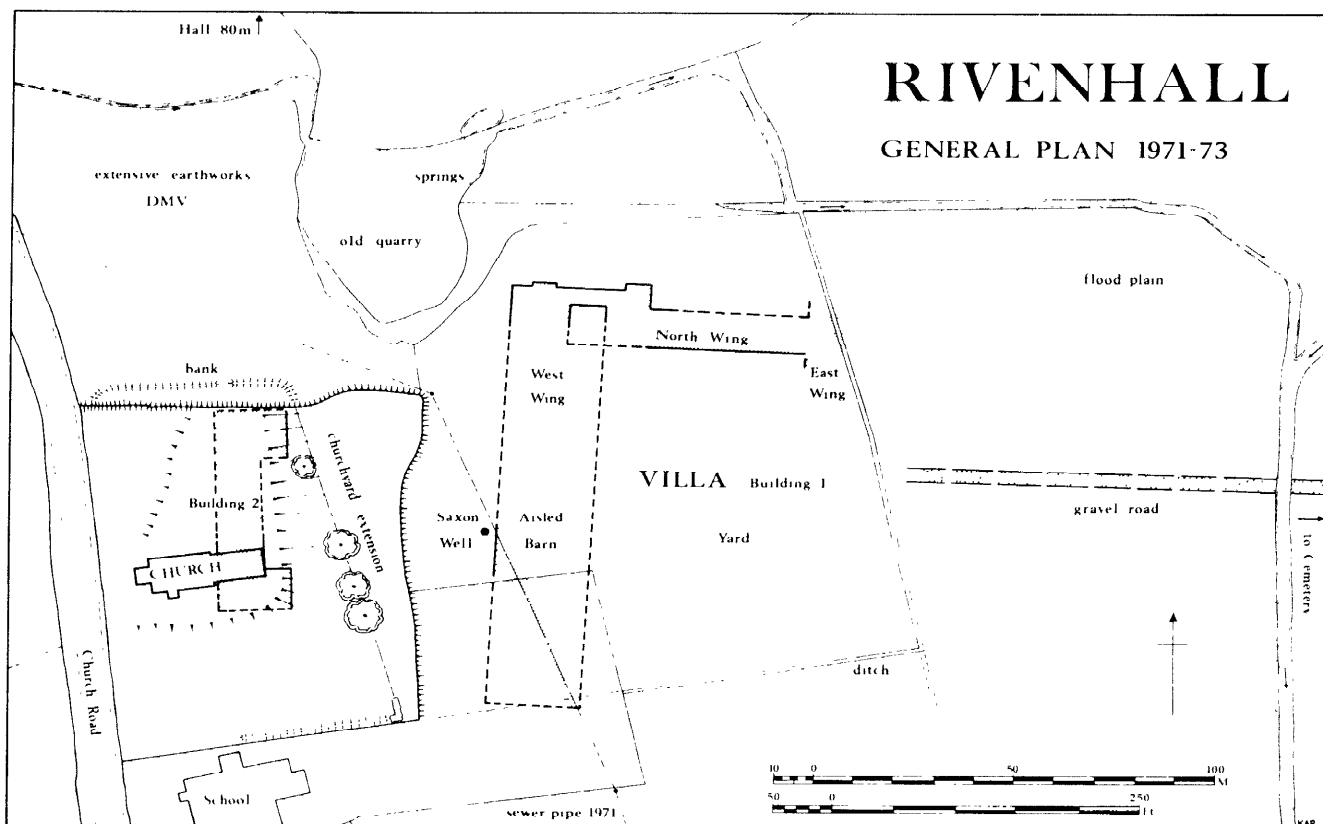 Hall 80m
RIVENHALL
GENERAL PLAN 1971-73
extensive earthworks
DMV
springs
old quarry
flood plain
North Wing
bank
West
Wing
East
Wing
churchyard extension
VILLA Building 1
Building 2
gravel road
Saxon
Well
Aisled
Barn
Yard
to Cemetery
CHURCH
Church Road
ditch
School
sewer pipe 1971
10 0 50 100
M
50 0 250
Ft
KAR